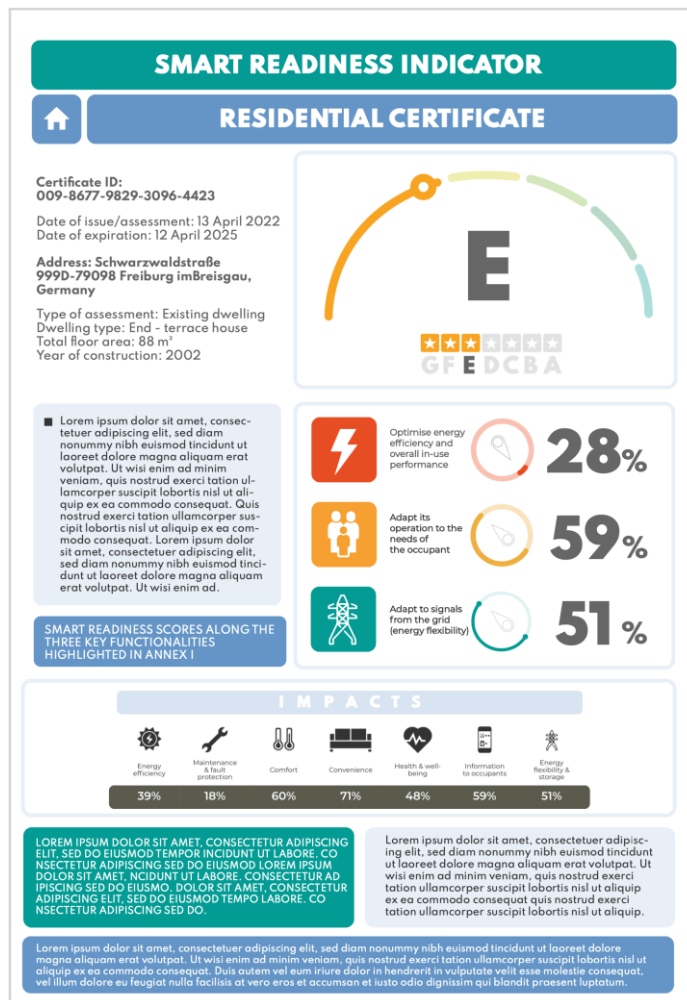 SMART READINESS INDICATOR
RESIDENTIAL CERTIFICATE
Certificate ID:
009-8677-9829-3096-4423
Date of issue/assessment: 13 April 2022
Date of expiration: 12 April 2025
Address: Schwarzwaldstraße
999D-79098 Freiburg imBreisgau,
Germany
Type of assessment: Existing dwelling
Dwelling type: End - terrace house
Total floor area: 88 m²
Year of construction: 2002
E
G F E D C B A
Lorem ipsum dolor sit amet, consec-
tetuer adipiscing elit, sed diam
nonummy nibh euismod tincidunt ut
laoreet dolore magna aliquam erat
volutpat. Ut wisi enim ad minim
veniam, quis nostrud exerci tation ul-
lamcorper suscipit lobortis nisl ut ali-
quip ex ea commodo consequat. Quis
nostrud exerci tation ullamcorper sus-
cipit lobortis nisl ut aliquip ex ea com-
modo consequat. Lorem ipsum dolor
sit amet, consectetuer adipiscing elit,
sed diam nonummy nibh euismod tinci-
dunt ut laoreet dolore magna aliquam
erat volutpat. Ut wisi enim ad.
SMART READINESS SCORES ALONG THE
THREE KEY FUNCTIONALITIES
HIGHLIGHTED IN ANNEX I
Optimise energy
efficiency and
overall in-use
performance
28%
Adapt its
operation to the
needs of
the occupant
59%
Adapt to signals
from the grid
(energy flexibility)
51%
IMPACTS
Energy
efficiency
Maintenance
& fault
protection
Comfort
Convenience
Health & well-
being
Information
to occupants
Energy
flexibility &
storage
39% 18% 60% 71% 48% 59% 51%
LOREM IPSUM DOLOR SIT AMET, CONSECTETUR ADIPISCING
ELIT, SED DO EIUSMOD TEMPOR INCIDUNT UT LABORE. CO
NSECTETUR ADIPISCING SED DO EIUSMOD LOREM IPSUM
DOLOR SIT AMET, NCIDUNT UT LABORE. CONSECTETUR AD
IPISCING SED DO EIUSMO. DOLOR SIT AMET, CONSECTETUR
ADIPISCING ELIT, SED DO EIUSMOD TEMPO LABORE. CO
NSECTETUR ADIPISCING SED DO.
Lorem ipsum dolor sit amet, consectetuer adipisc-
ing elit, sed diam nonummy nibh euismod tincidunt
ut laoreet dolore magna aliquam erat volutpat. Ut
wisi enim ad minim veniam, quis nostrud exerci
tation ullamcorper suscipit lobortis nisl ut aliquip
ex ea commodo consequat quis nostrud exerci
tation ullamcorper suscipit lobortis nisl ut aliquip.
Lorem ipsum dolor sit amet, consectetuer adipiscing elit, sed diam nonummy nibh euismod tincidunt ut laoreet dolore
magna aliquam erat volutpat. Ut wisi enim ad minim veniam, quis nostrud exerci tation ullamcorper suscipit lobortis nisl ut
aliquip ex ea commodo consequat. Duis autem vel eum iriure dolor in hendrerit in vulputate velit esse molestie consequat,
vel illum dolore eu feugiat nulla facilisis at vero eros et accumsan et iusto odio dignissim qui blandit praesent luptatum.